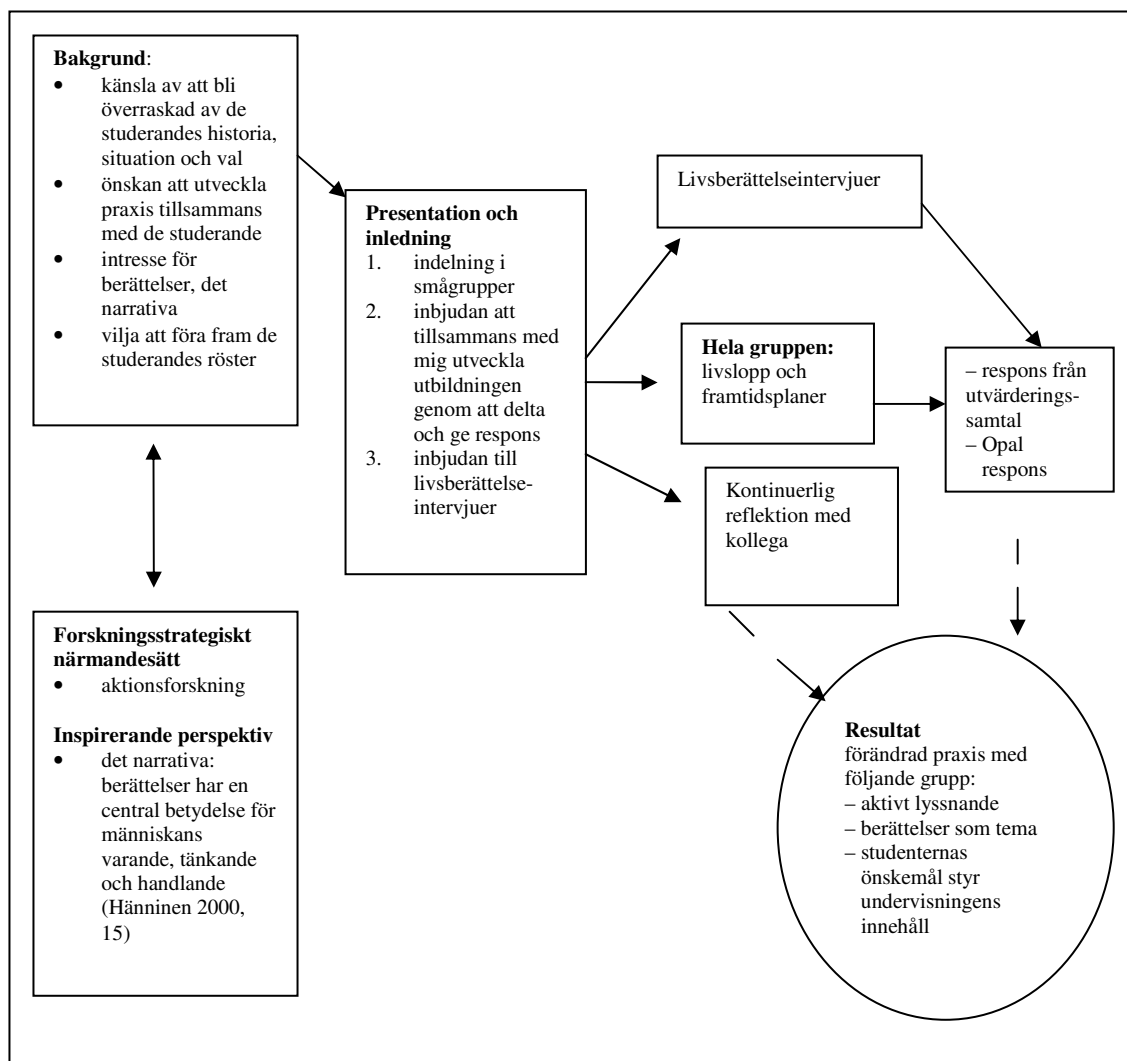 Bakgrund:
• känsla av att bli
överraskad av de
studerandes historia,
situation och val
• önskan att utveckla
praxis tillsammans
med de studerande
• intresse för
berättelser, det
narrativa
• vilja att föra fram de
studerandes röster
Forskningsstrategiskt
närmandesätt
• aktionsforskning
Inspirerande perspektiv
• det narrativa:
berättelser har en
central betydelse för
människans
varande, tänkande
och handlande
(Hänninen 2000,
15)
Presentation och
inledning
1. indelning i
smågrupper
2. inbjudan att
tillsammans med
mig utveckla
utbildningen
genom att delta
och ge respons
3. inbjudan till
livsberättelse-
intervjuer
Livsberättelseintervjuer
Hela gruppen:
livslopp och
framtidsplaner
Kontinuerlig
reflektion med
kollega
– respons från
utvärderings-
samtal
– Opal
respons
Resultat
förändrad praxis med
följande grupp:
– aktivt lyssnande
– berättelser som tema
– studenternas
önskemål styr
undervisningens
innehåll